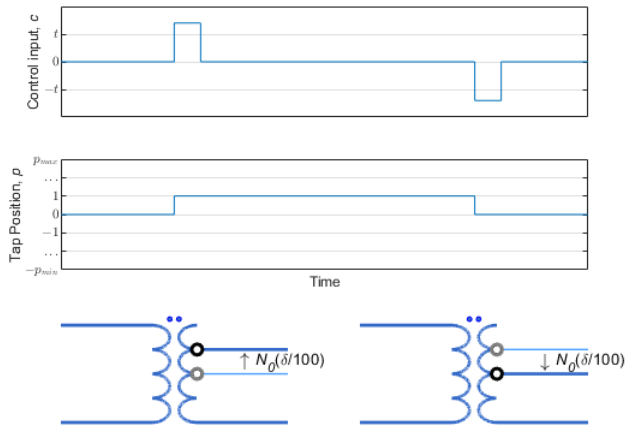 Control input, c
t
0
−t
Tap Position, p
p_max
...
1
0
−1
...
−p_min
Time
↑ N_0(δ/100)
↓ N_0(δ/100)